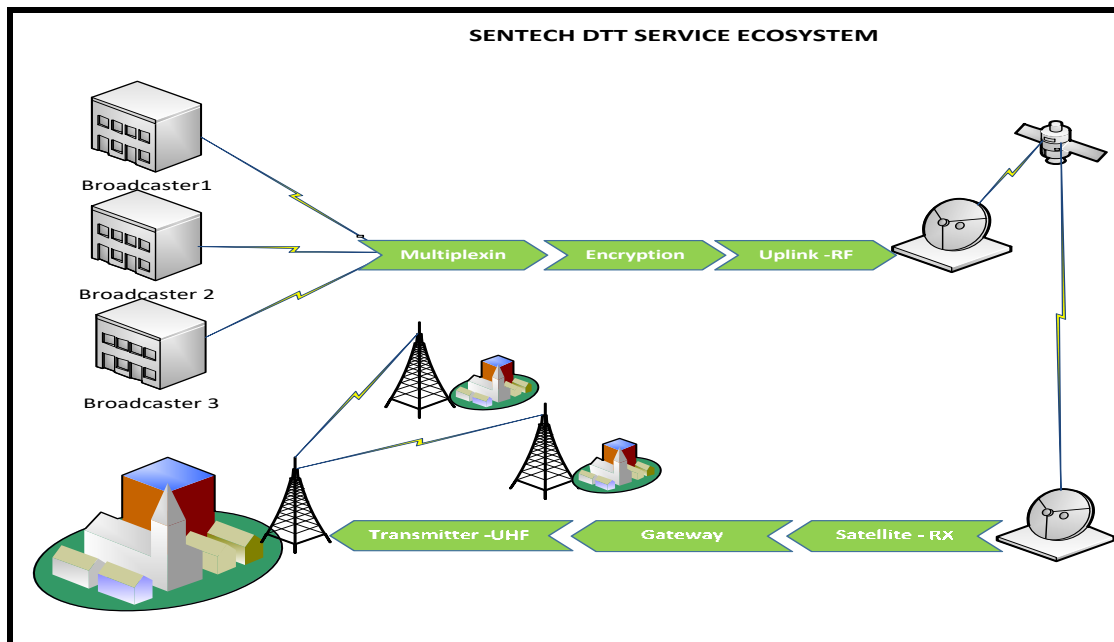 SENTECH DTT SERVICE ECOSYSTEM
Broadcaster1
Broadcaster 2
Broadcaster 3
Multiplexin
Encryption
Uplink -RF
Transmitter -UHF
Gateway
Satellite - RX